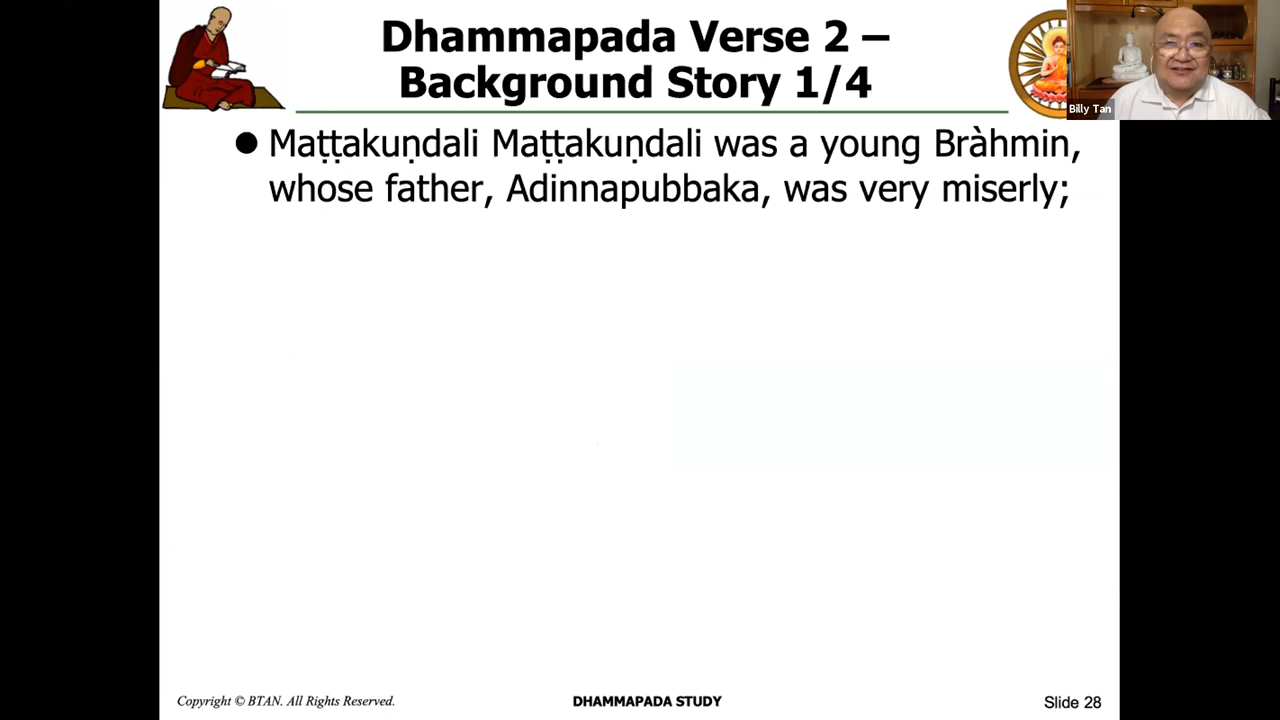 Dhammapada Verse 2 –
Background Story 1/4
Billy Tan
● Maṭṭakuṇdali Maṭṭakuṇdali was a young Bràhmin,
whose father, Adinnapubbaka, was very miserly;
Copyright © BTAN. All Rights Reserved.
DHAMMAPADA STUDY
Slide 28